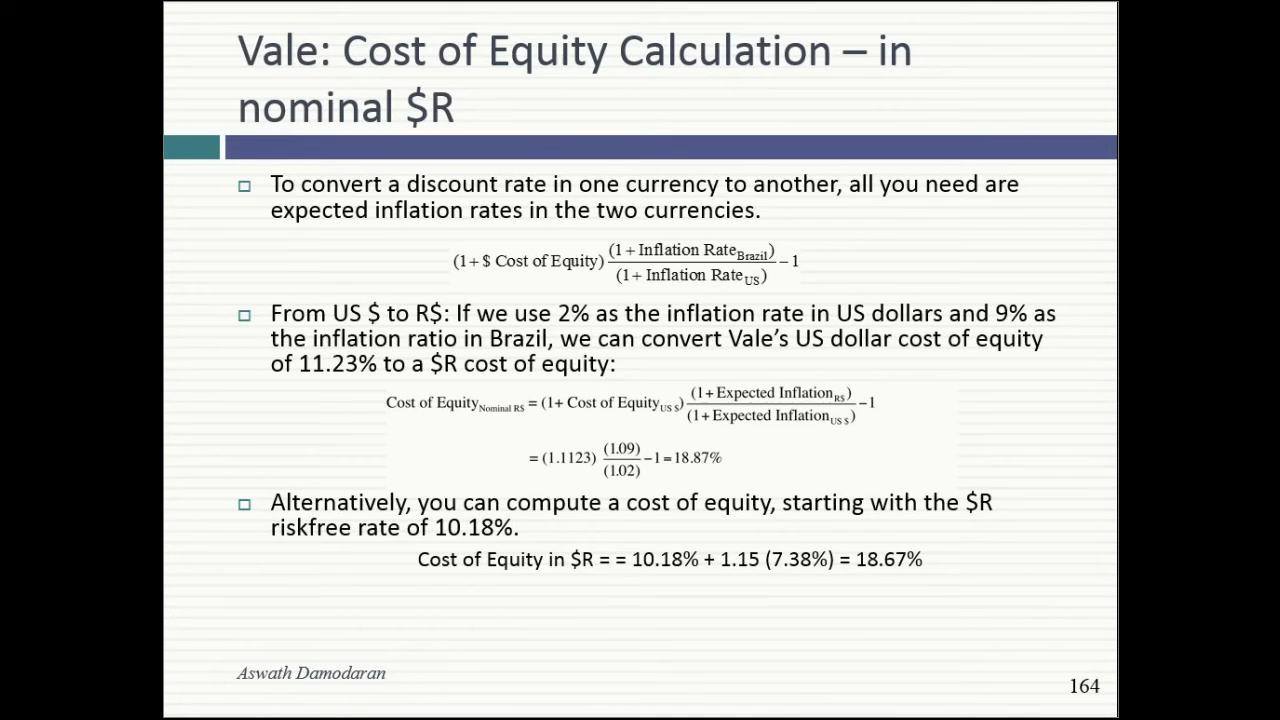 Vale: Cost of Equity Calculation – in
nominal $R
To convert a discount rate in one currency to another, all you need are
expected inflation rates in the two currencies.
(1+ $ Cost of Equity) (1+ Inflation Rate_Brazil) / (1+ Inflation Rate_US) −1
From US $ to R$: If we use 2% as the inflation rate in US dollars and 9% as
the inflation ratio in Brazil, we can convert Vale’s US dollar cost of equity
of 11.23% to a $R cost of equity:
Cost of Equity_Nominal R$ = (1+ Cost of Equity_US $) (1+ Expected Inflation_R$) / (1+ Expected Inflation_US $) −1
= (1.1123) (1.09) / (1.02) −1=18.87%
Alternatively, you can compute a cost of equity, starting with the $R
riskfree rate of 10.18%.
Cost of Equity in $R = = 10.18% + 1.15 (7.38%) = 18.67%
Aswath Damodaran
164